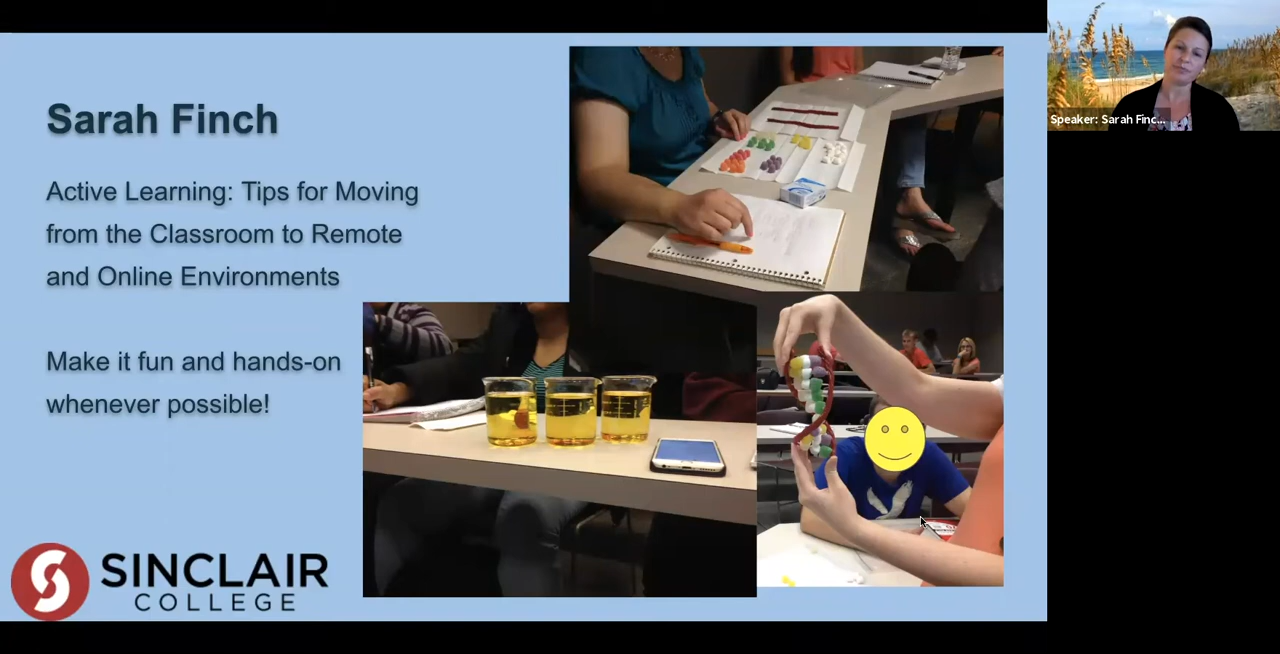 Sarah Finch
Active Learning: Tips for Moving
from the Classroom to Remote
and Online Environments
Make it fun and hands-on
whenever possible!
SINCLAIR
COLLEGE
Speaker: Sarah Finc...